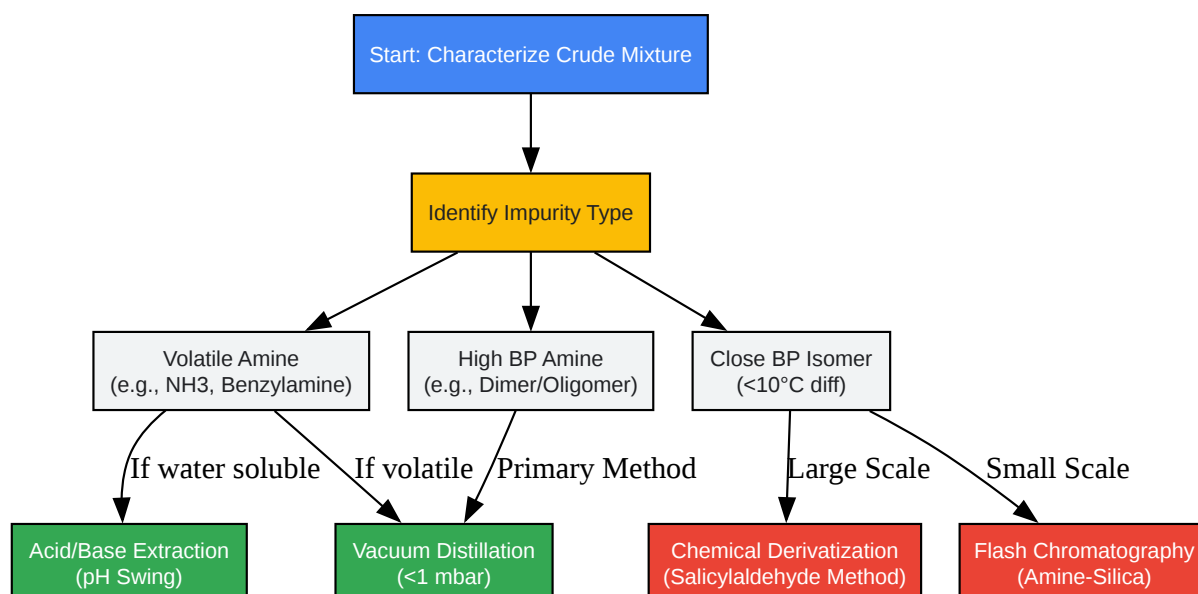 Start: Characterize Crude Mixture
Identify Impurity Type
Volatile Amine
(e.g., NH3, Benzylamine)
High BP Amine
(e.g., Dimer/Oligomer)
Close BP Isomer
(<10°C diff)
If water soluble
If volatile
Primary Method
Large Scale
Small Scale
Acid/Base Extraction
(pH Swing)
Vacuum Distillation
(<1 mbar)
Chemical Derivatization
(Salicylaldehyde Method)
Flash Chromatography
(Amine-Silica)